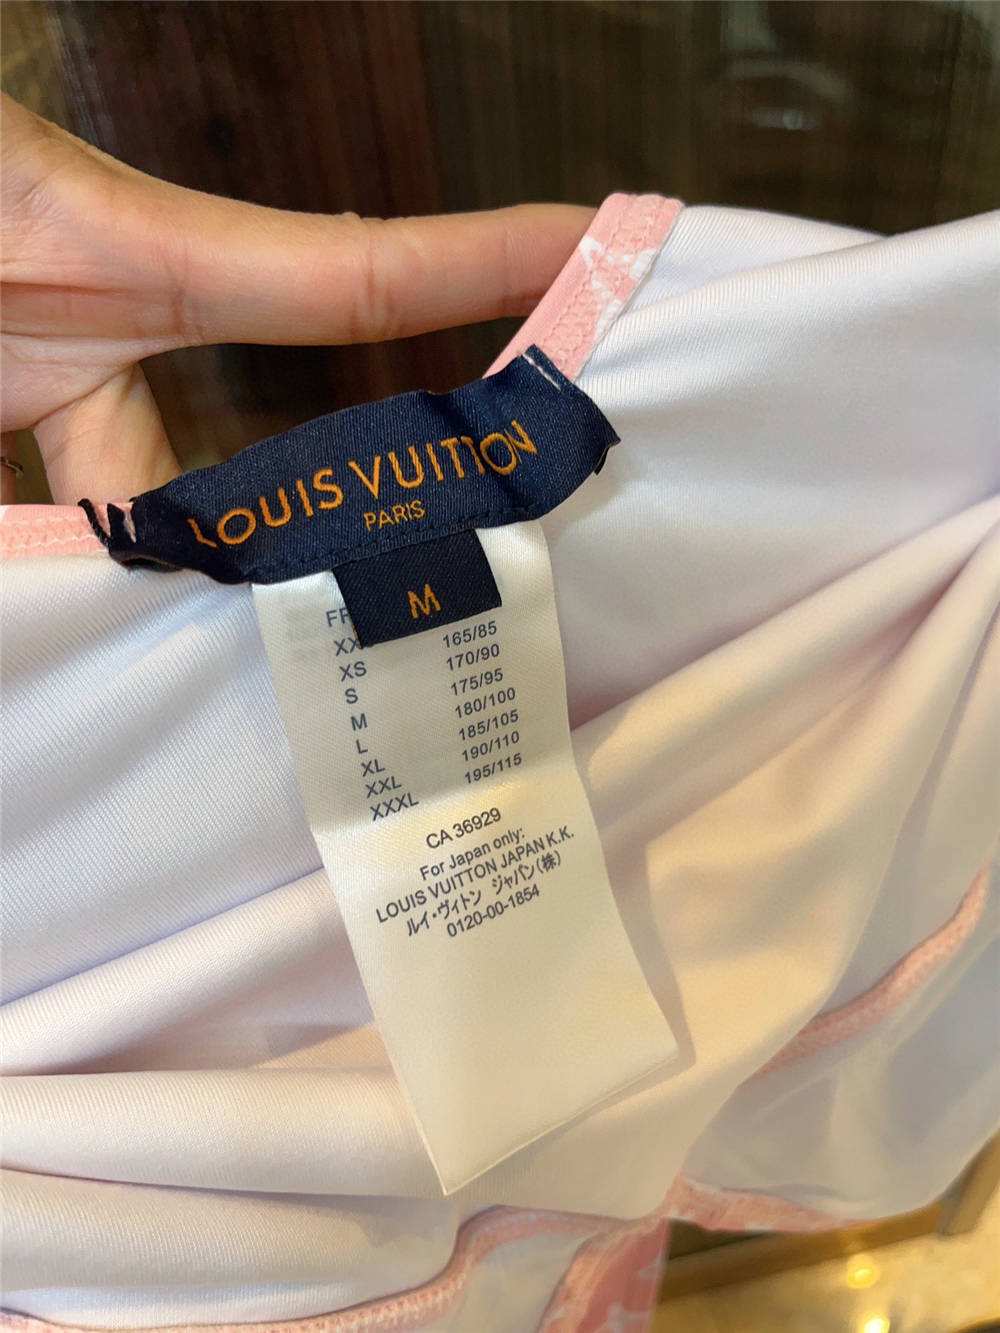 LOUIS VUITTON
PARIS
M
FR
XX
XS
S
M
L
XL
XXL
XXXL
165/85
170/90
175/95
180/100
185/105
190/110
195/115
CA 36929
For Japan only:
LOUIS VUITTON JAPAN K.K.
ルイ・ヴィトン ジャパン(株)
0120-00-1854